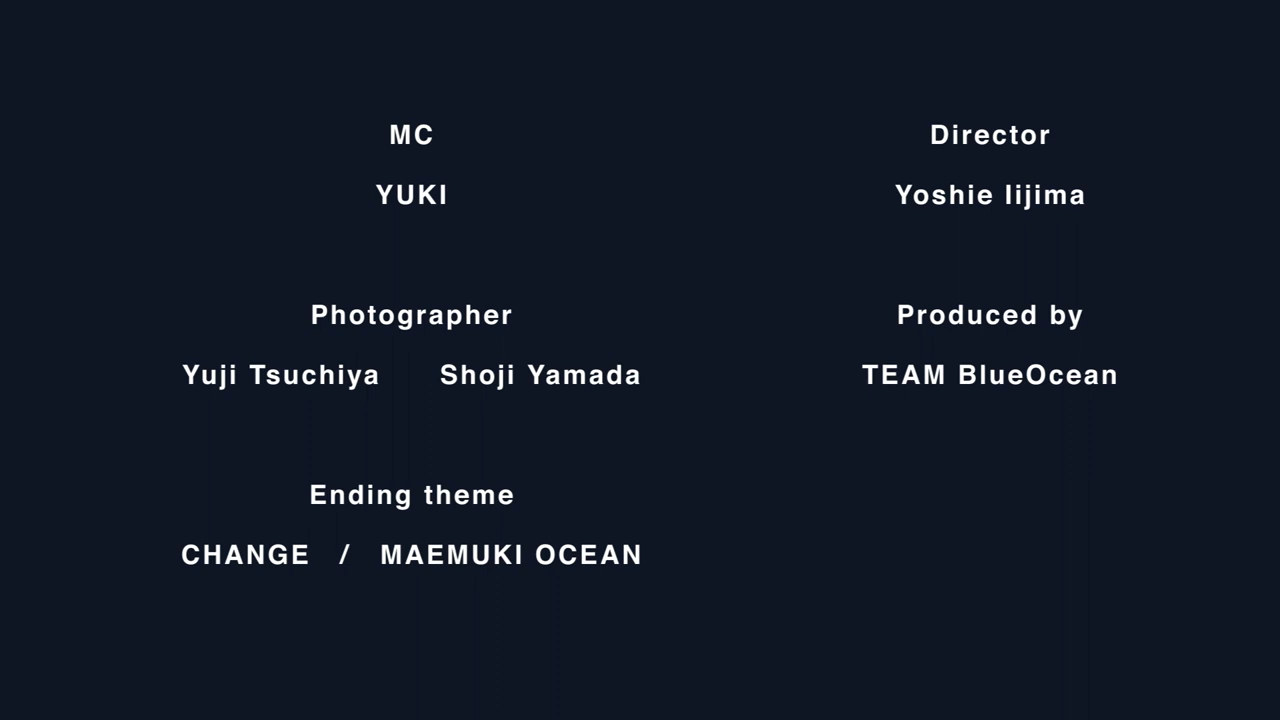 MC
YUKI
Photographer
Yuji Tsuchiya Shoji Yamada
Ending theme
CHANGE / MAEMUKI OCEAN
Director
Yoshie Iijima
Produced by
TEAM BlueOcean